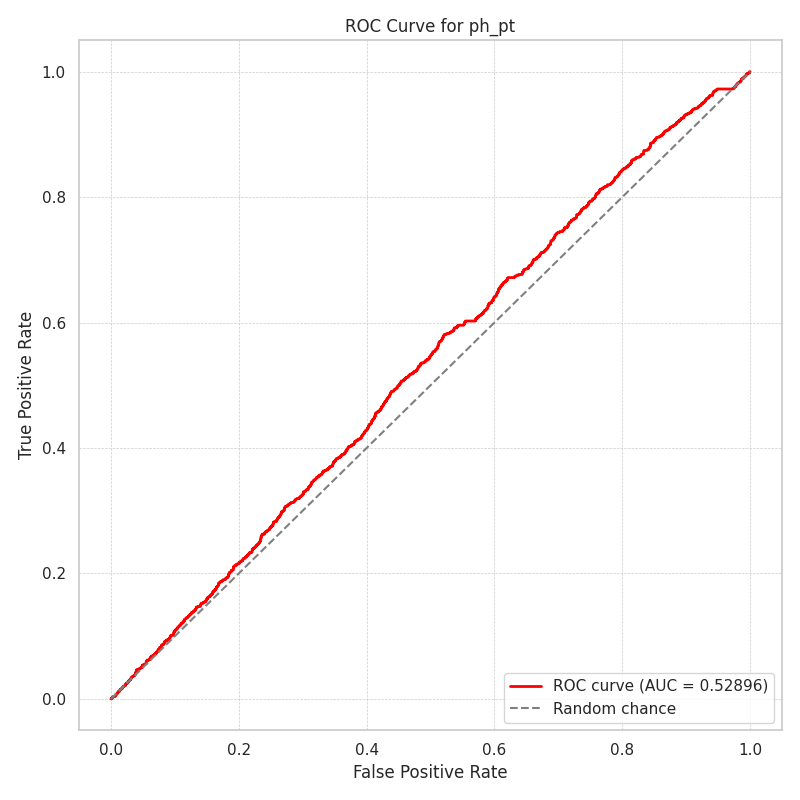 ROC Curve for ph_pt
1.0
0.8
0.6
0.4
0.2
0.0
True Positive Rate
0.0 0.2 0.4 0.6 0.8 1.0
False Positive Rate
ROC curve (AUC = 0.52896)
Random chance